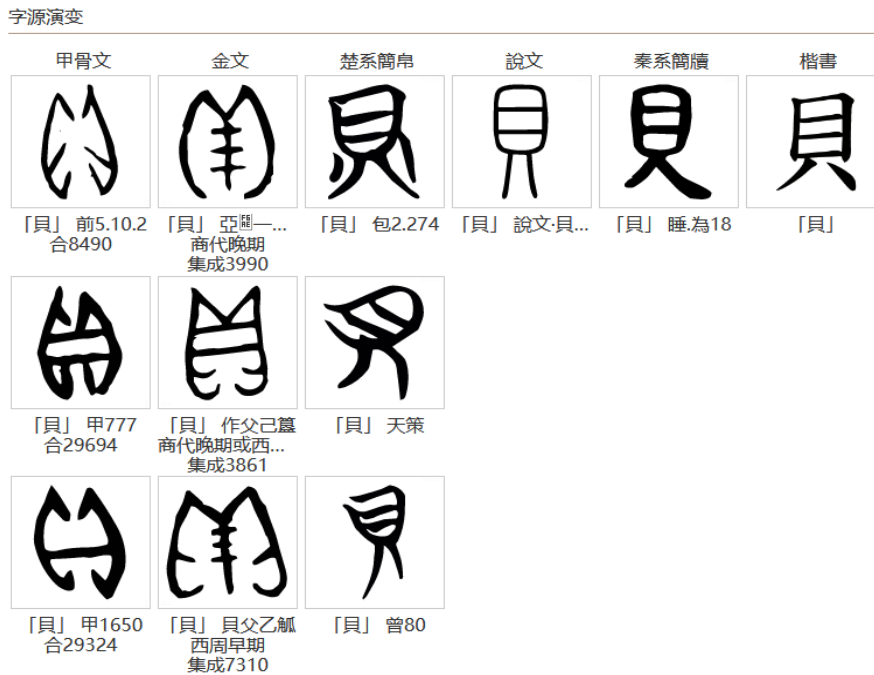 字源演变
甲骨文 金文 楚系簡帛 說文 秦系簡牘 楷書
貝
「貝」 前5.10.2 「貝」 亞一... 「貝」 包2.274 「貝」 說文·貝... 「貝」 睡.為18 「貝」
合8490 商代晚期
集成3990
「貝」 甲777 「貝」 作父己簋 「貝」 天策
合29694 商代晚期或西...
集成3861
「貝」 甲1650 「貝」 貝父乙觚 「貝」 曾80
合29324 西周早期
集成7310